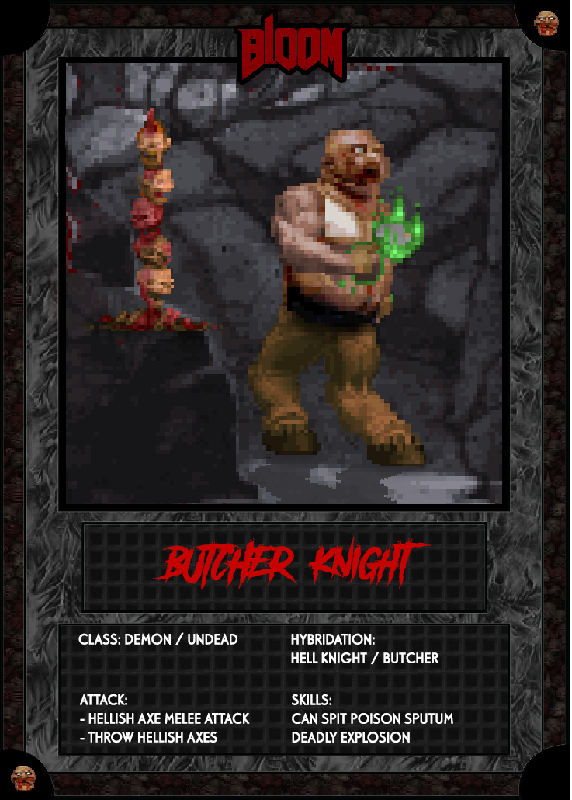 BLOOM
BUTCHER KNIGHT
CLASS: DEMON / UNDEAD
HYBRIDATION:
HELL KNIGHT / BUTCHER
ATTACK:
- HELLISH AXE MELEE ATTACK
- THROW HELLISH AXES
SKILLS:
CAN SPIT POISON SPUTUM
DEADLY EXPLOSION